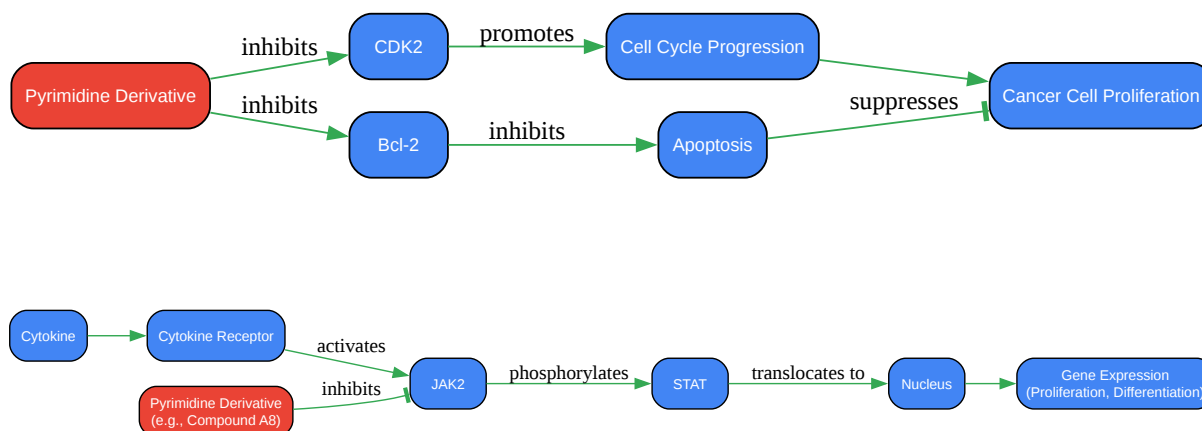 inhibits
CDK2
promotes
Cell Cycle Progression
Pyrimidine Derivative
inhibits
Bcl-2
inhibits
Apoptosis
suppresses
Cancer Cell Proliferation
Cytokine
Cytokine Receptor
activates
Pyrimidine Derivative
(e.g., Compound A8)
inhibits
JAK2
phosphorylates
STAT
translocates to
Nucleus
Gene Expression
(Proliferation, Differentiation)